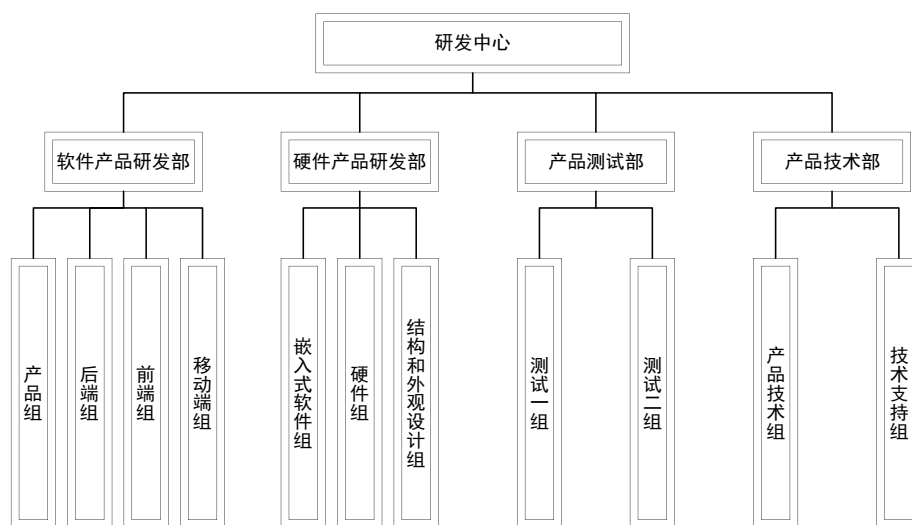 研发中心
软件产品研发部
硬件产品研发部
产品测试部
产品技术部
产品组
后端组
前端组
移动端组
嵌入式软件组
硬件组
结构和外观设计组
测试一组
测试二组
产品技术组
技术支持组